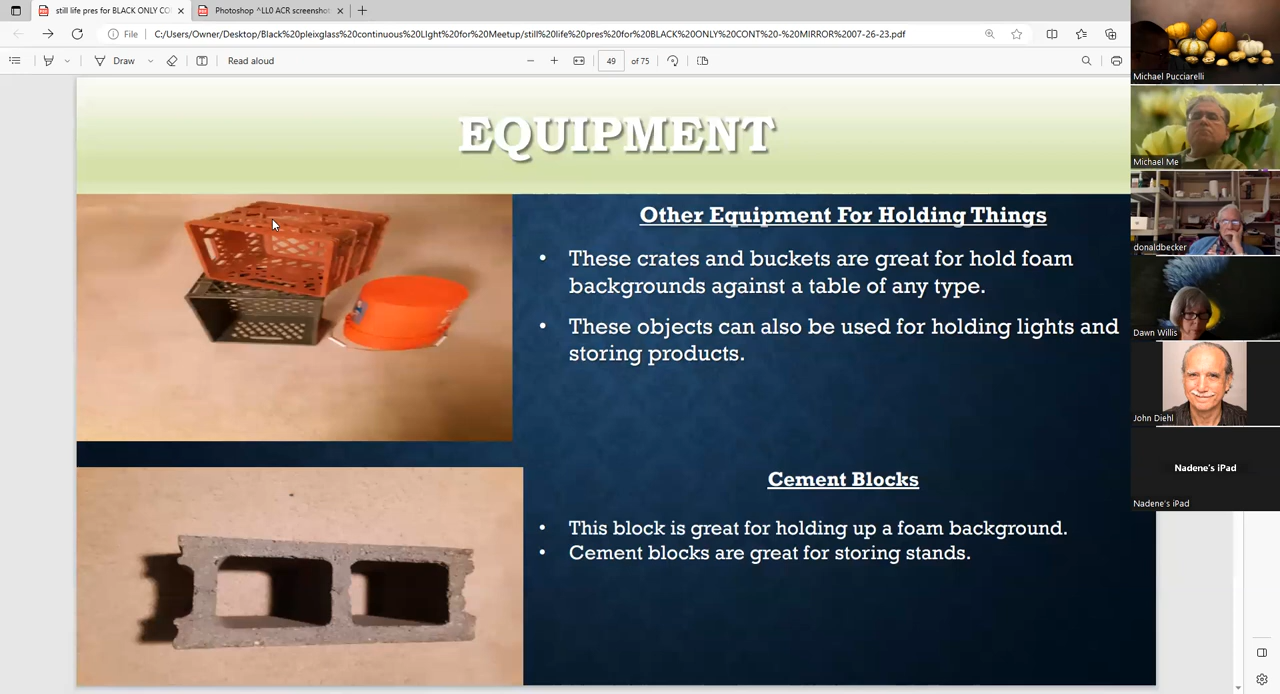 still life pres for BLACK ONLY CO
Photoshop ^LL0 ACR screenshot
File
C:/Users/Owner/Desktop/Black%20pleixglass%20continuous%20LIght%20for%20Meetup/still%20life%20pres%20for%20BLACK%20ONLY%20CONT%20-%20MIRROR%2007-26-23.pdf
Draw
Read aloud
49
of 75
EQUIPMENT
Other Equipment For Holding Things
• These crates and buckets are great for hold foam
backgrounds against a table of any type.
• These objects can also be used for holding lights and
storing products.
Cement Blocks
• This block is great for holding up a foam background.
• Cement blocks are great for storing stands.
Michael Pucciarelli
Michael Me
donaldbecker
Dawn Willis
John Diehl
Nadene's iPad
Nadene's iPad